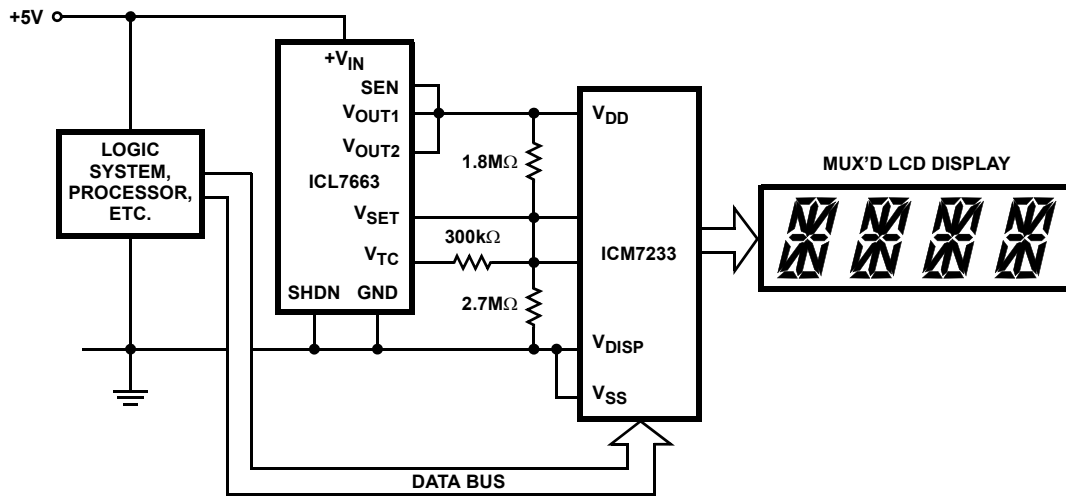 +5V
LOGIC
SYSTEM,
PROCESSOR,
ETC.
+VIN
SEN
VOUT1
VOUT2
ICL7663
VSET
VTC
SHDN
GND
1.8MΩ
300kΩ
2.7MΩ
VDD
ICM7233
VDISP
VSS
MUX'D LCD DISPLAY
DATA BUS